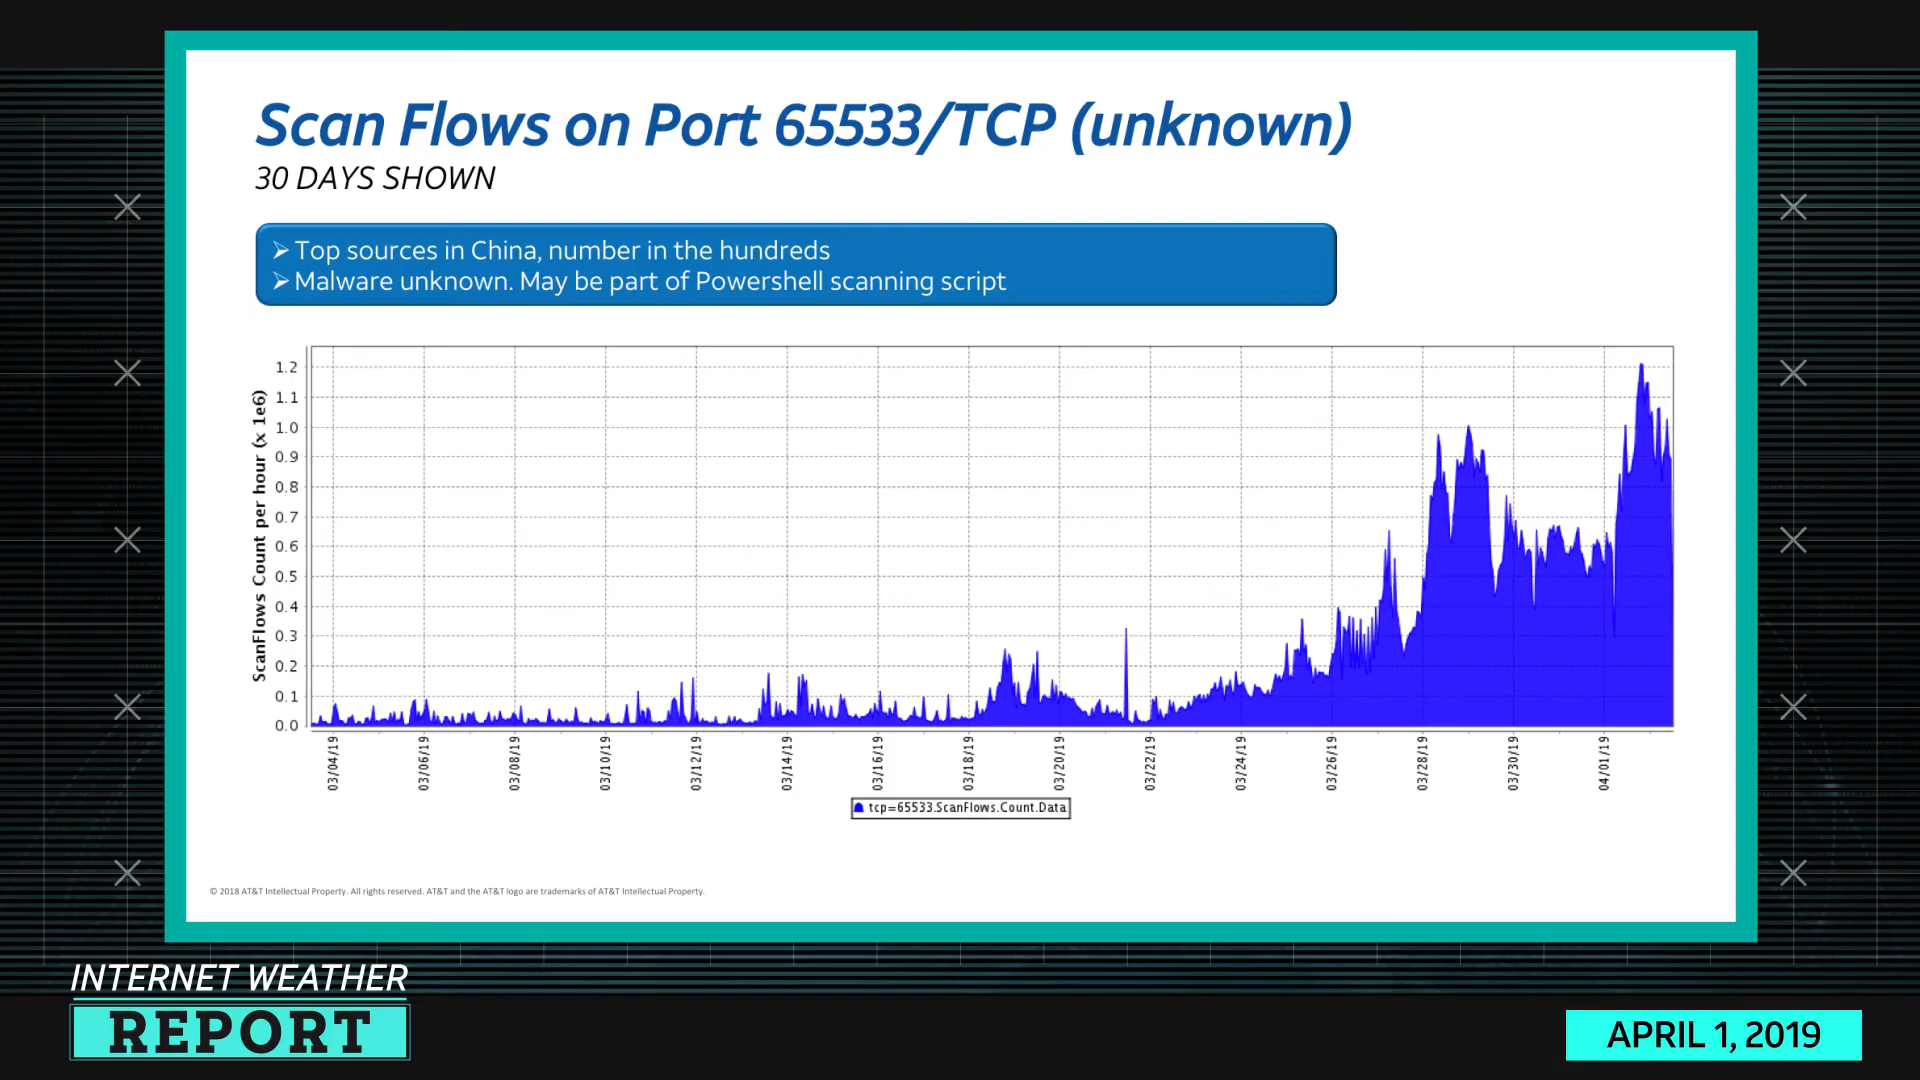 Scan Flows on Port 65533/TCP (unknown)
30 DAYS SHOWN
➢ Top sources in China, number in the hundreds
➢ Malware unknown. May be part of Powershell scanning script
ScanFlows Count per hour (x 1e6)
1.2
1.1
1.0
0.9
0.8
0.7
0.6
0.5
0.4
0.3
0.2
0.1
0.0
03/04/19
03/06/19
03/08/19
03/10/19
03/12/19
03/14/19
03/16/19
03/18/19
03/20/19
03/22/19
03/24/19
03/26/19
03/28/19
03/30/19
04/01/19
tcp=65533.ScanFlows.Count.Data
© 2018 AT&T Intellectual Property. All rights reserved. AT&T and the AT&T logo are trademarks of AT&T Intellectual Property.
INTERNET WEATHER
REPORT
APRIL 1, 2019